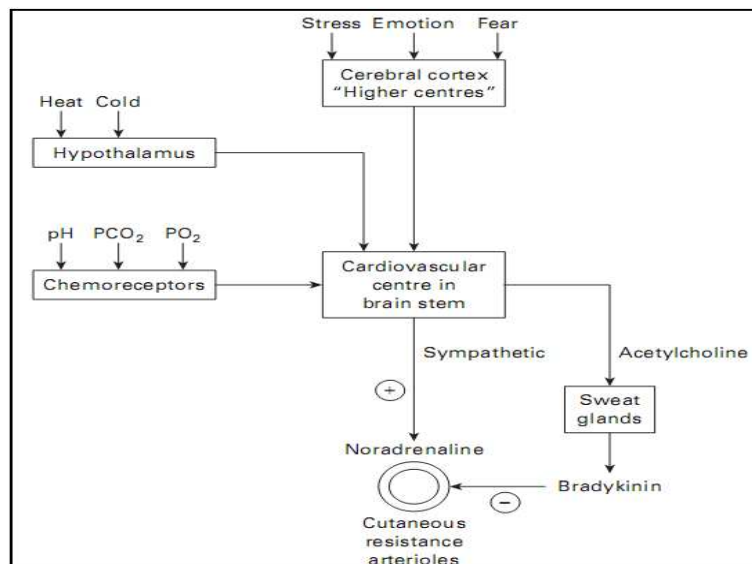 Stress Emotion Fear
Cerebral cortex
“Higher centres”
Heat Cold
Hypothalamus
pH PCO₂ PO₂
Chemoreceptors
Cardiovascular
centre in
brain stem
Sympathetic
Acetylcholine
+
Sweat
glands
Noradrenaline
Bradykinin
−
Cutaneous
resistance
arterioles